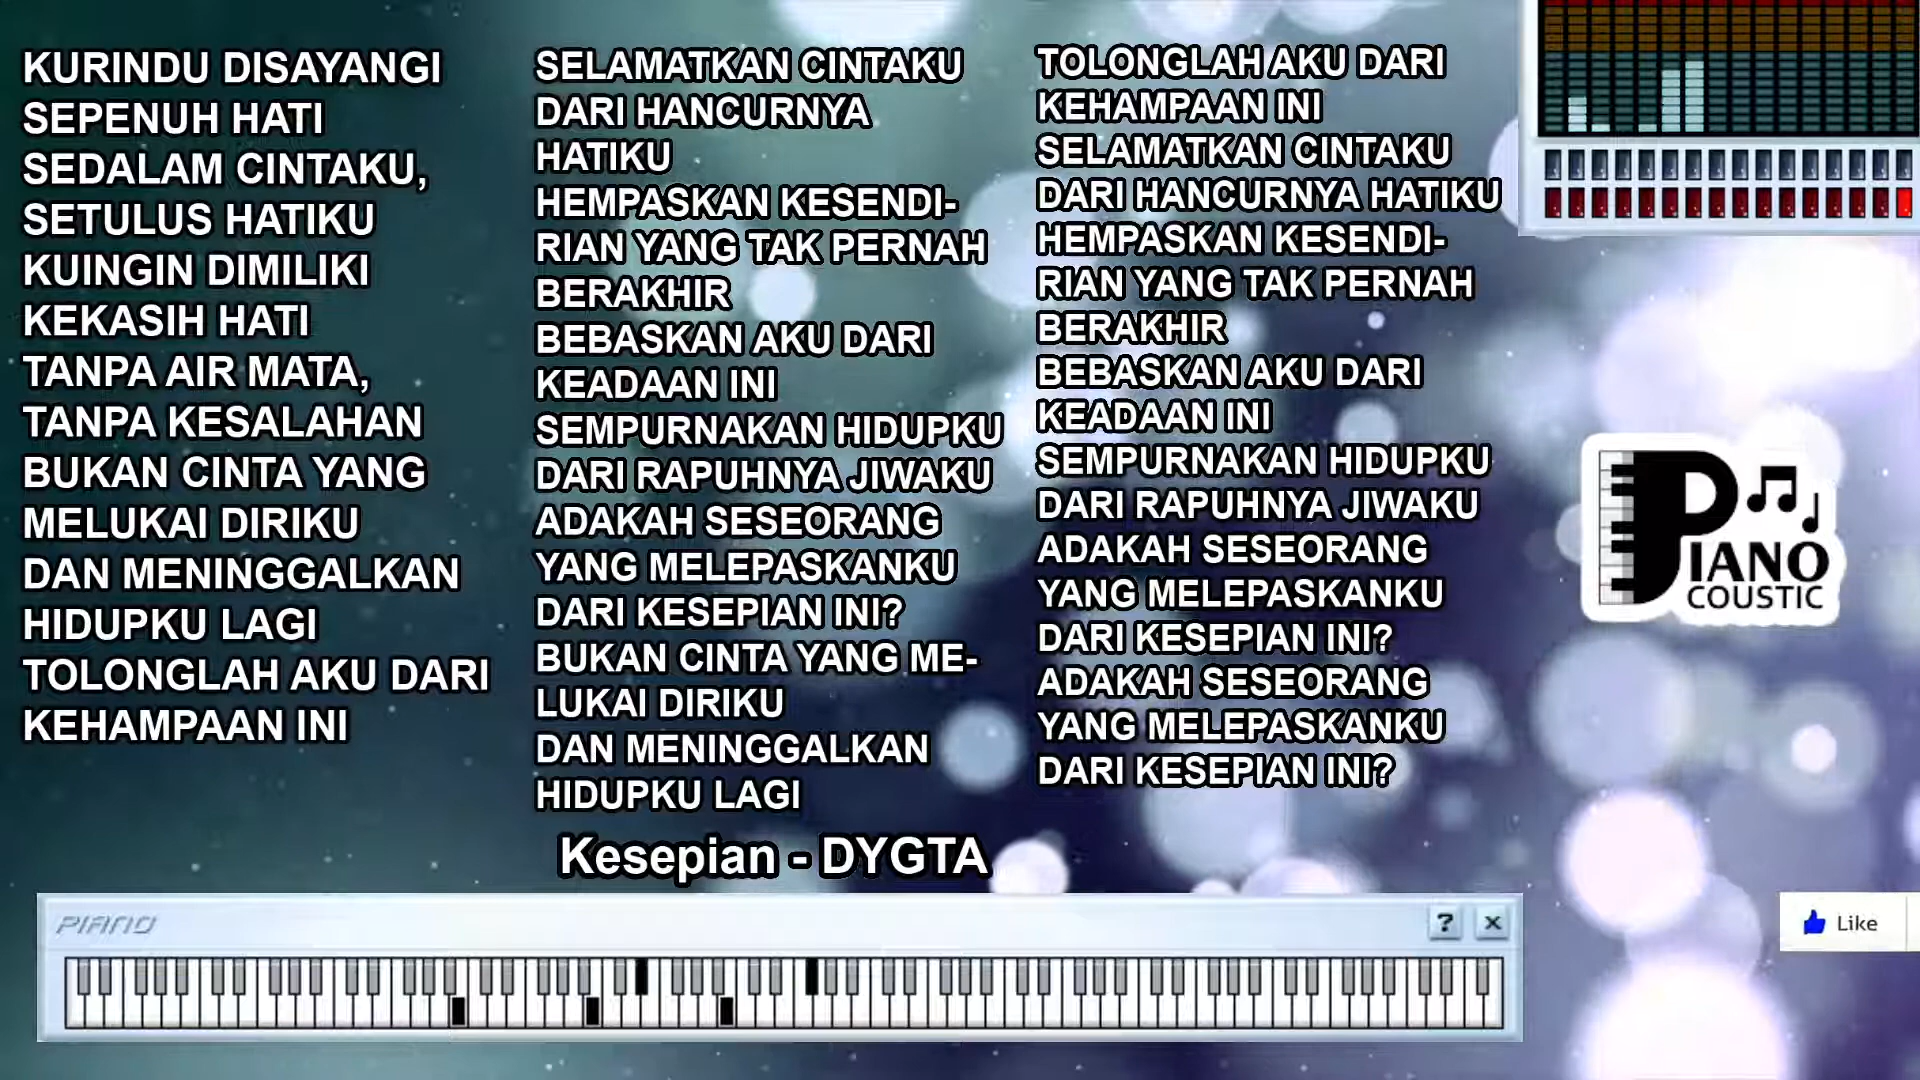 KURINDU DISAYANGI
SEPENUH HATI
SEDALAM CINTAKU,
SETULUS HATIKU
KUINGIN DIMILIKI
KEKASIH HATI
TANPA AIR MATA,
TANPA KESALAHAN
BUKAN CINTA YANG
MELUKAI DIRIKU
DAN MENINGGALKAN
HIDUPKU LAGI
TOLONGLAH AKU DARI
KEHAMPAAN INI
SELAMATKAN CINTAKU
DARI HANCURNYA
HATIKU
HEMPASKAN KESENDI-
RIAN YANG TAK PERNAH
BERAKHIR
BEBASKAN AKU DARI
KEADAAN INI
SEMPURNAKAN HIDUPKU
DARI RAPUHNYA JIWAKU
ADAKAH SESEORANG
YANG MELEPASKANKU
DARI KESEPIAN INI?
BUKAN CINTA YANG ME-
LUKAI DIRIKU
DAN MENINGGALKAN
HIDUPKU LAGI
TOLONGLAH AKU DARI
KEHAMPAAN INI
SELAMATKAN CINTAKU
DARI HANCURNYA HATIKU
HEMPASKAN KESENDI-
RIAN YANG TAK PERNAH
BERAKHIR
BEBASKAN AKU DARI
KEADAAN INI
SEMPURNAKAN HIDUPKU
DARI RAPUHNYA JIWAKU
ADAKAH SESEORANG
YANG MELEPASKANKU
DARI KESEPIAN INI?
ADAKAH SESEORANG
YANG MELEPASKANKU
DARI KESEPIAN INI?
PIANO
COUSTIC
Kesepian - DYGTA
PIANO
? x
Like